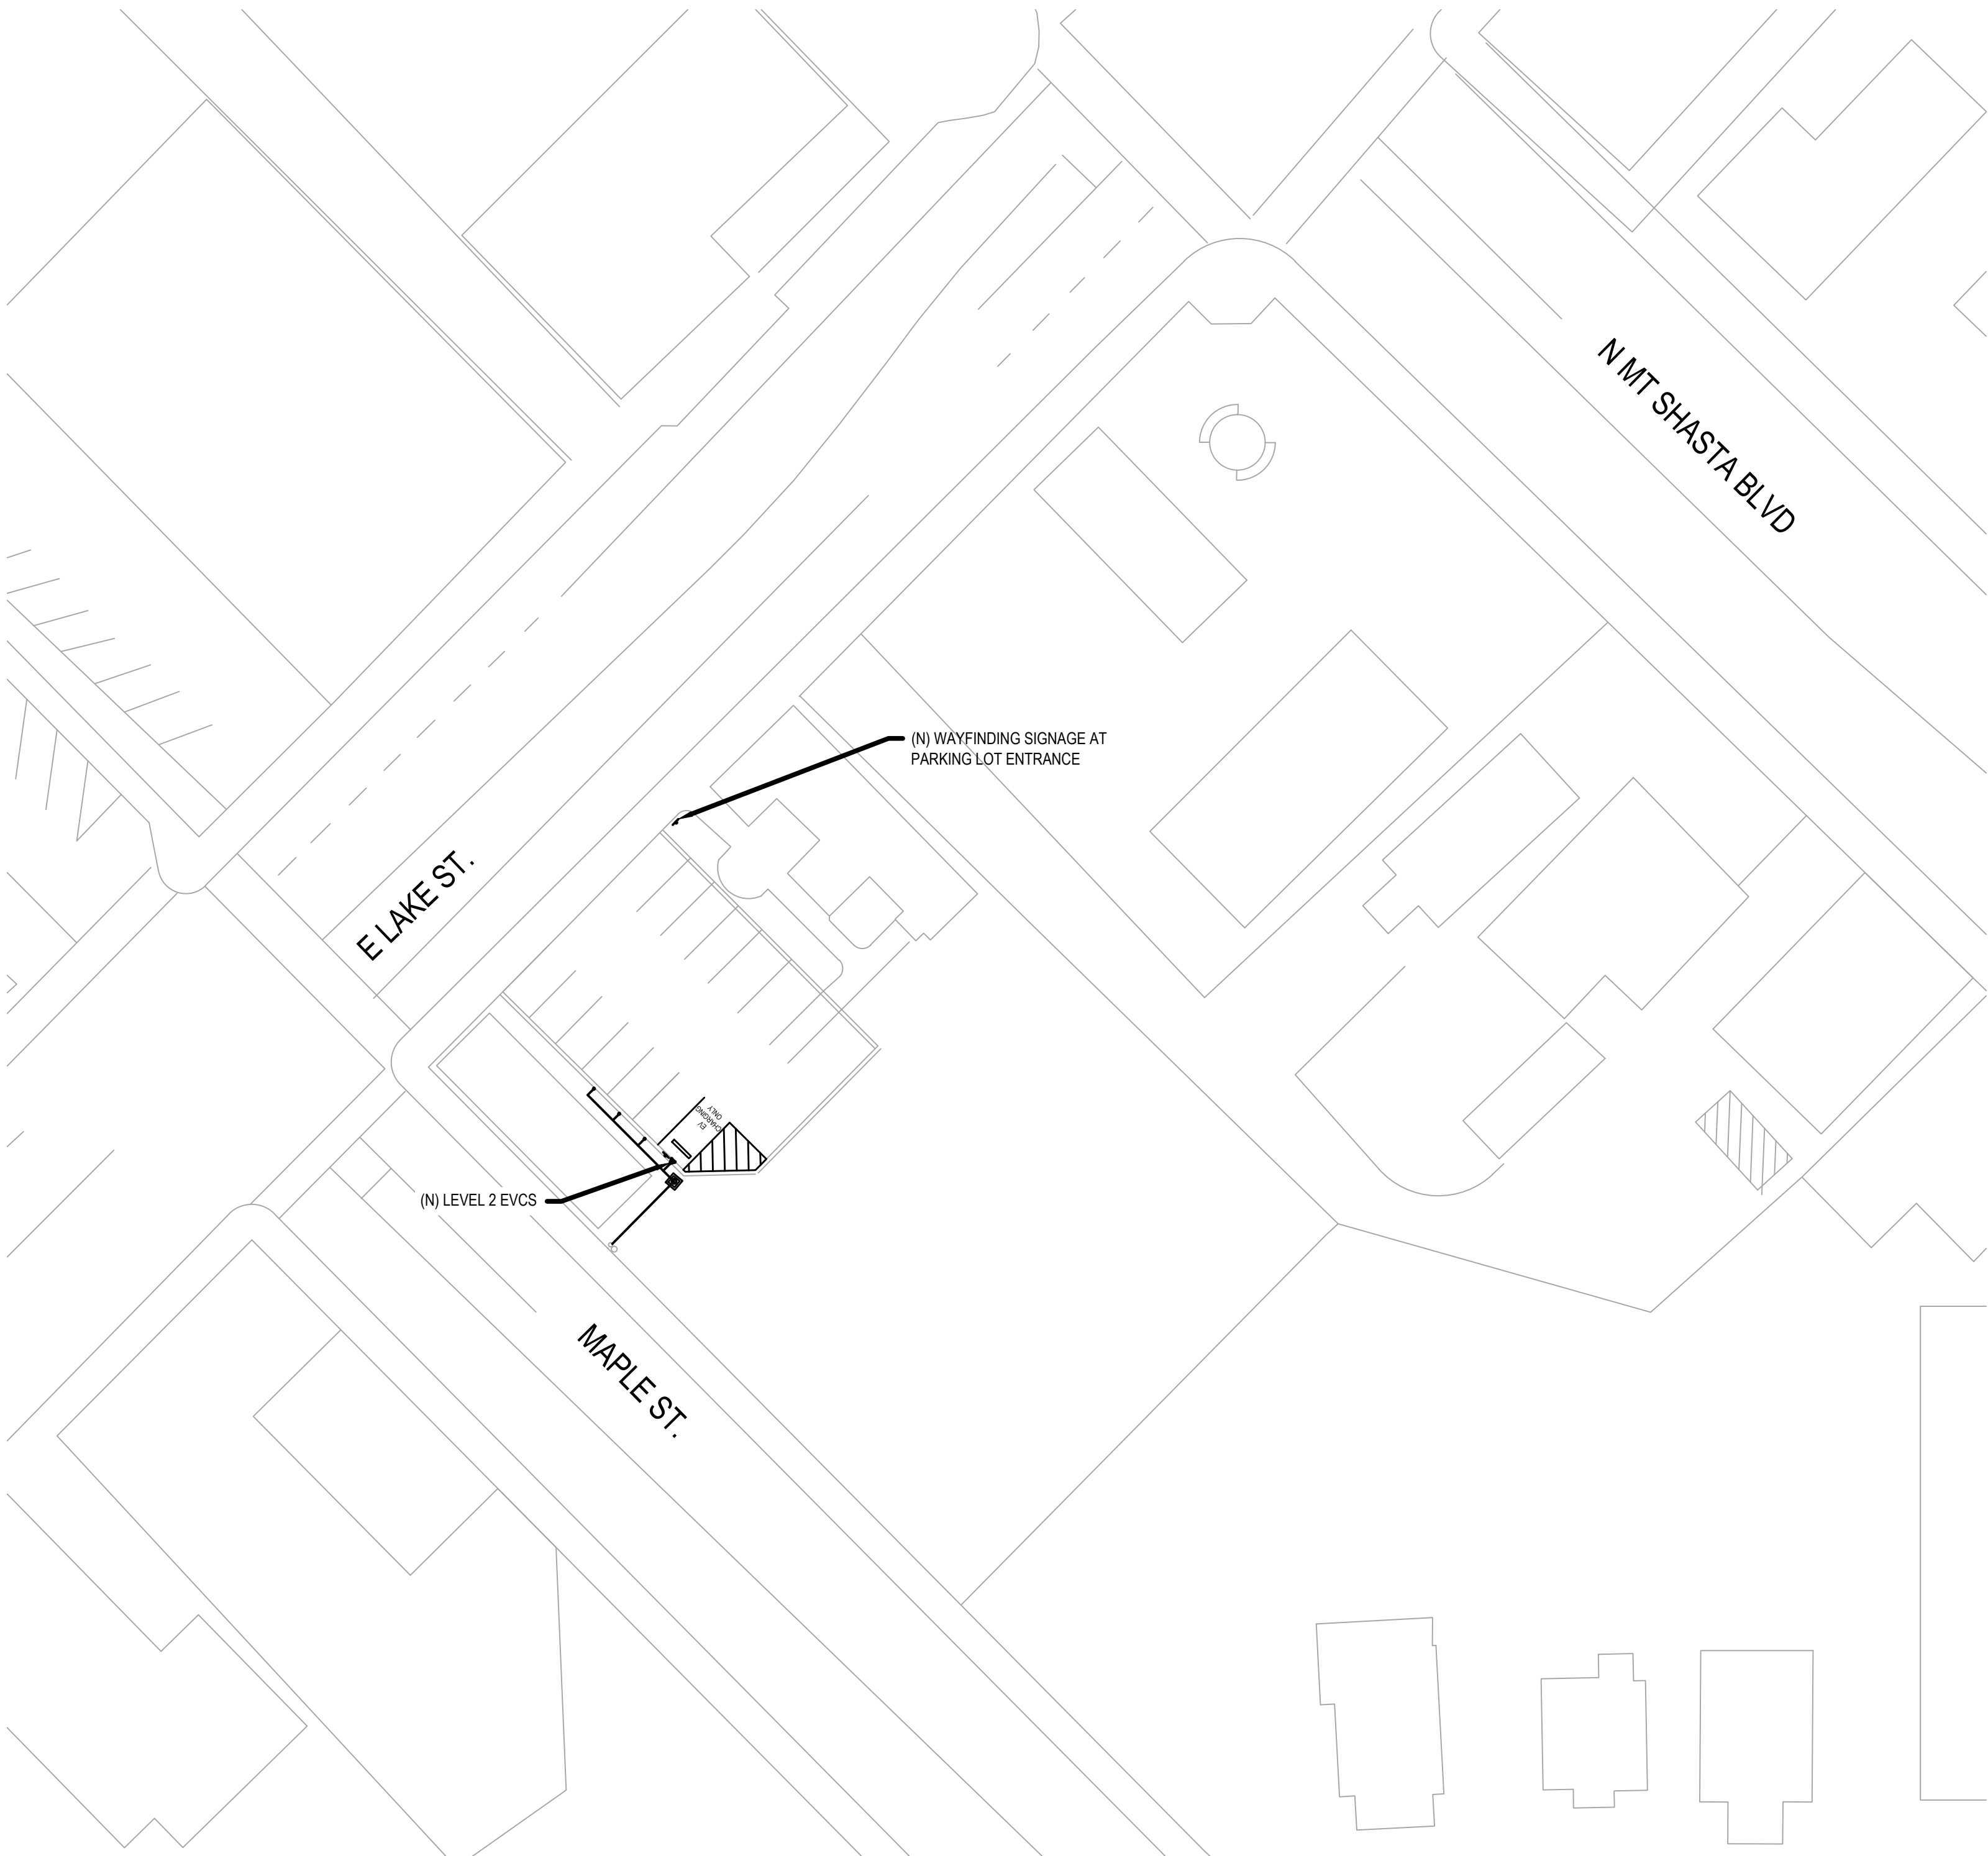 N MT SHASTA BLVD
(N) WAYFINDING SIGNAGE AT
PARKING LOT ENTRANCE
E LAKE ST.
EV
CHARGING
ONLY
(N) LEVEL 2 EVCS
MAPLE ST.